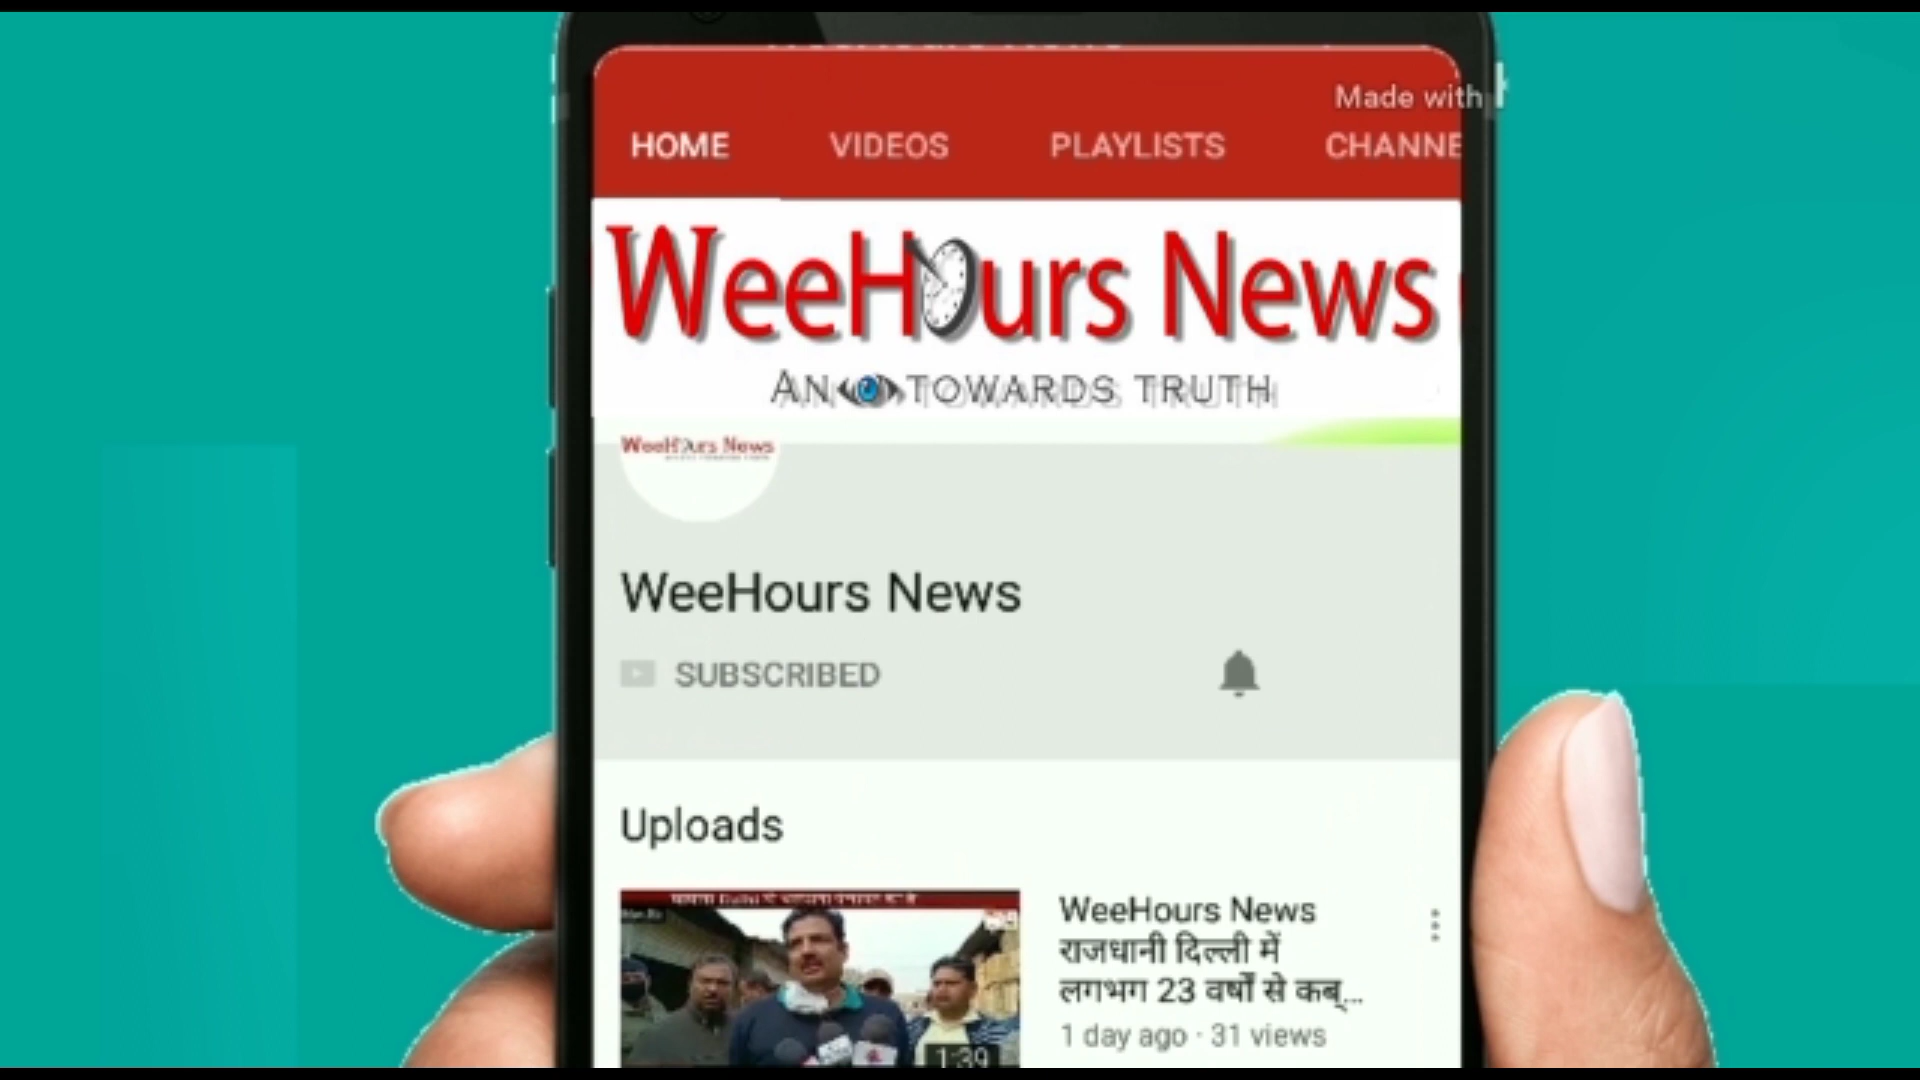 Made with
HOME VIDEOS PLAYLISTS CHANNE
WeeHours News
AN TOWARDS TRUTH
WeeHours News
WeeHours News
SUBSCRIBED
Uploads
WeeHours News
राजधानी दिल्ली में
लगभग 23 वर्षों से कब्...
1 day ago · 31 views
1:39